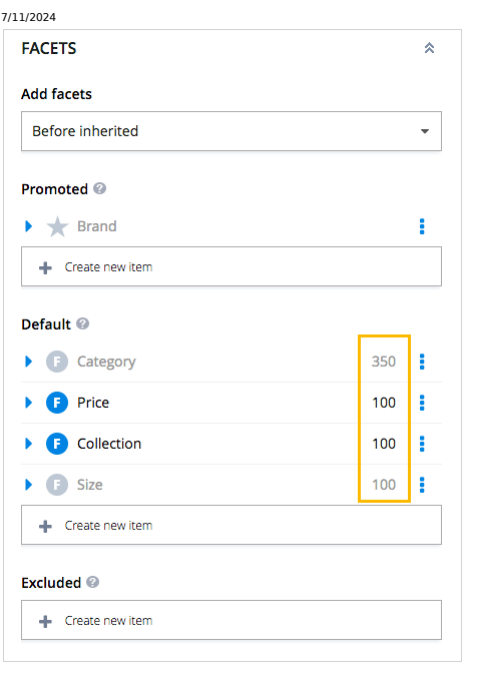 7/11/2024
FACETS
Add facets
Before inherited
Promoted ?
Brand
Create new item
Default ?
F Category 350
F Price 100
F Collection 100
F Size 100
Create new item
Excluded ?
Create new item